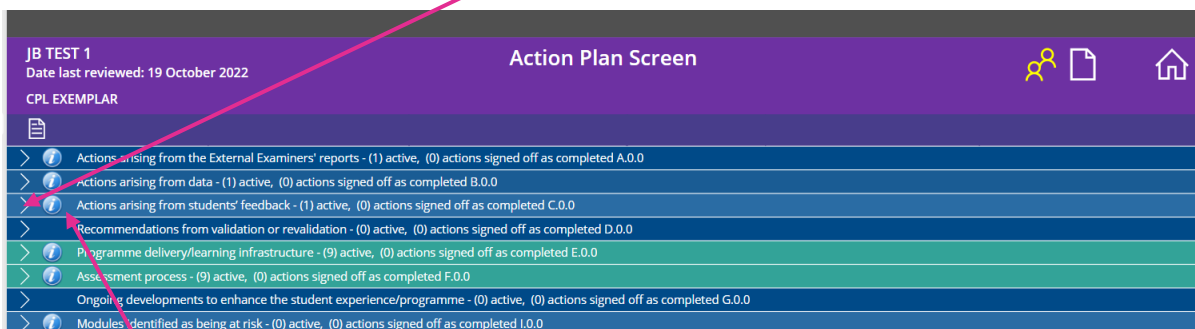 JB TEST 1
Action Plan Screen
Date last reviewed: 19 October 2022
CPL EXEMPLAR
Actions arising from the External Examiners' reports - (1) active, (0) actions signed off as completed A.0.0
Actions arising from data - (1) active, (0) actions signed off as completed B.0.0
Actions arising from students' feedback - (1) active, (0) actions signed off as completed C.0.0
Recommendations from validation or revalidation - (0) active, (0) actions signed off as completed D.0.0
Programme delivery/learning infrastructure - (9) active, (0) actions signed off as completed E.0.0
Assessment process - (9) active, (0) actions signed off as completed F.0.0
Ongoing developments to enhance the student experience/programme - (0) active, (0) actions signed off as completed G.0.0
Modules identified as being at risk - (0) active, (0) actions signed off as completed I.0.0